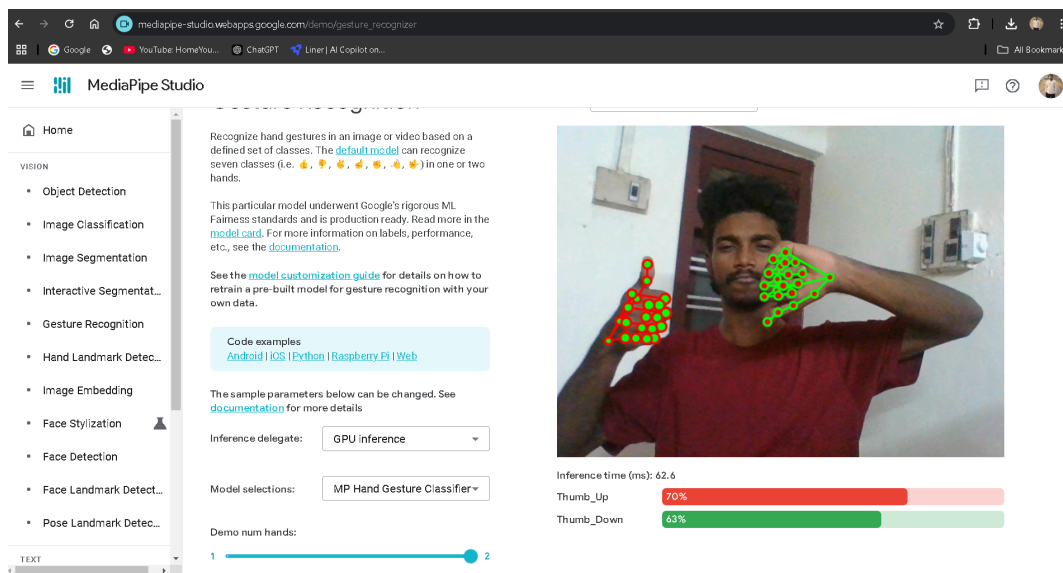 mediapipe-studio.webapps.google.com/demo/gesture_recognizer
Google
YouTube: HomeYou...
ChatGPT
Liner | AI Copilot on...
All Bookmark
MediaPipe Studio
Home
VISION
Object Detection
Image Classification
Image Segmentation
Interactive Segmentat...
Gesture Recognition
Hand Landmark Detec...
Image Embedding
Face Stylization
Face Detection
Face Landmark Detect...
Pose Landmark Detec...
TEXT
Gesture Recognition
Recognize hand gestures in an image or video based on a
defined set of classes. The default model can recognize
seven classes (i.e. 👍, 👎, ✌️, ☝️, ✊, 👋, 🤟) in one or two
hands.
This particular model underwent Google's rigorous ML
Fairness standards and is production ready. Read more in the
model card. For more information on labels, performance,
etc., see the documentation.
See the model customization guide for details on how to
retrain a pre-built model for gesture recognition with your
own data.
Code examples
Android | iOS | Python | Raspberry Pi | Web
The sample parameters below can be changed. See
documentation for more details
Inference delegate: GPU inference
Model selections: MP Hand Gesture Classifier
Demo num hands:
1 2
Inference time (ms): 62.6
Thumb_Up 70%
Thumb_Down 63%